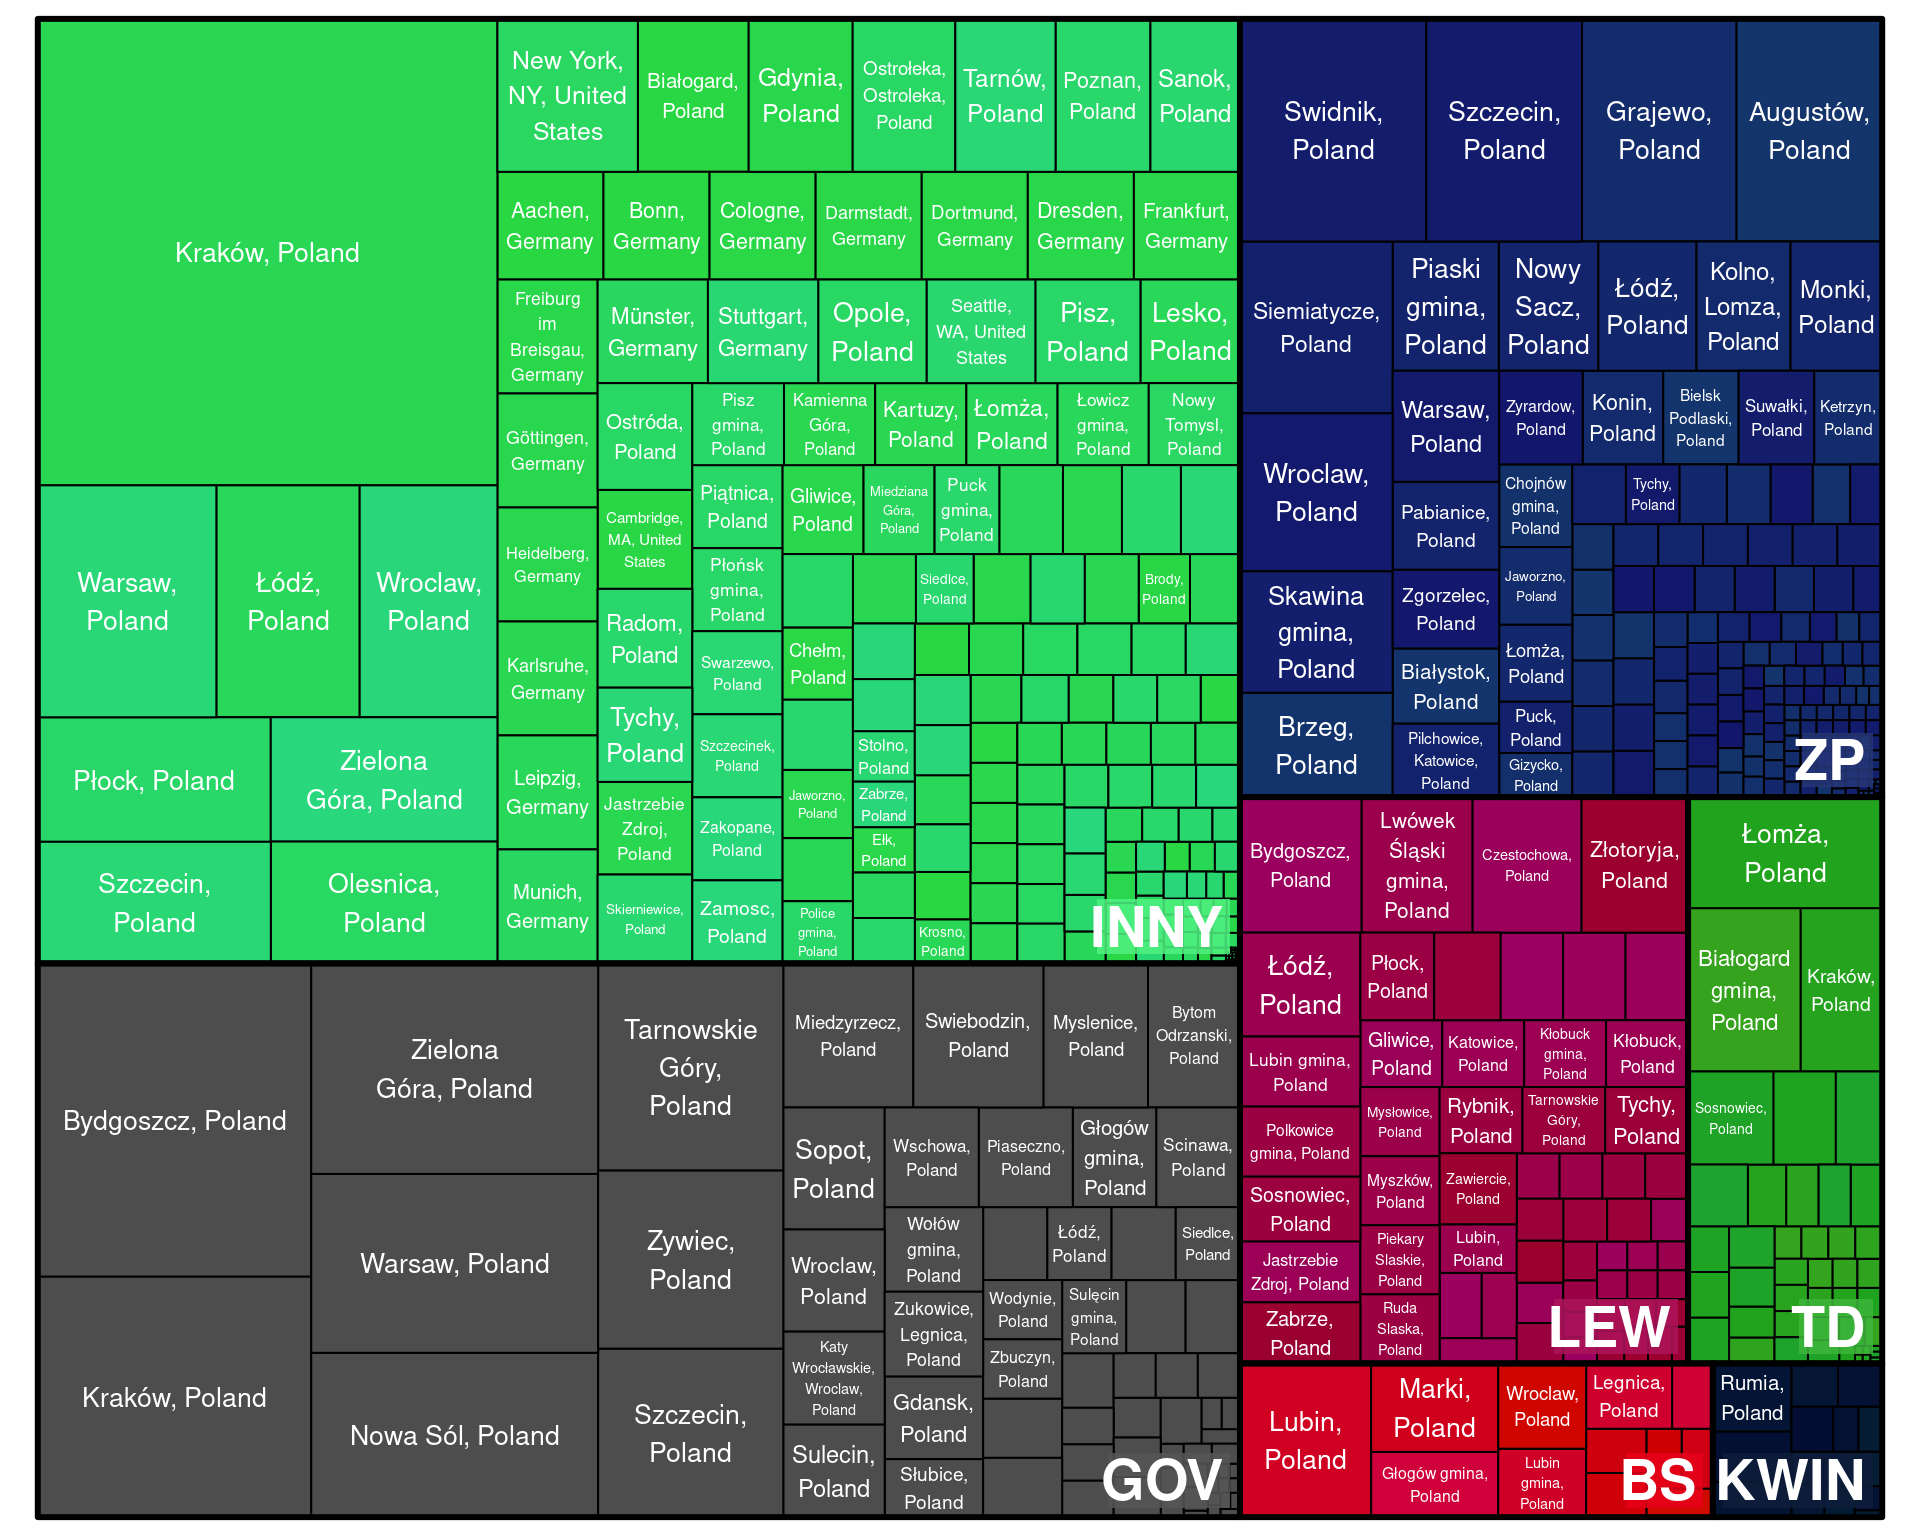 Kraków, Poland
New York,
NY, United
States
Białogard,
Poland
Gdynia,
Poland
Ostrołeka,
Ostroleka,
Poland
Tarnów,
Poland
Poznan,
Poland
Sanok,
Poland
Aachen,
Germany
Bonn,
Germany
Cologne,
Germany
Darmstadt,
Germany
Dortmund,
Germany
Dresden,
Germany
Frankfurt,
Germany
Freiburg
im
Breisgau,
Germany
Münster,
Germany
Stuttgart,
Germany
Opole,
Poland
Seattle,
WA, United
States
Pisz,
Poland
Lesko,
Poland
Göttingen,
Germany
Ostróda,
Poland
Pisz
gmina,
Poland
Kamienna
Góra,
Poland
Kartuzy,
Poland
Łomża,
Poland
Łowicz
gmina,
Poland
Nowy
Tomysl,
Poland
Warsaw,
Poland
Łódź,
Poland
Wroclaw,
Poland
Heidelberg,
Germany
Cambridge,
MA, United
States
Piątnica,
Poland
Gliwice,
Poland
Miedziana
Góra,
Poland
Puck
gmina,
Poland
Płońsk
gmina,
Poland
Siedlce,
Poland
Brody,
Poland
Karlsruhe,
Germany
Radom,
Poland
Swarzewo,
Poland
Chełm,
Poland
Płock, Poland
Zielona
Góra, Poland
Leipzig,
Germany
Tychy,
Poland
Szczecinek,
Poland
Stolno,
Poland
Jastrzebie
Zdroj,
Poland
Zakopane,
Poland
Jaworzno,
Poland
Zabrze,
Poland
Ełk,
Poland
Szczecin,
Poland
Olesnica,
Poland
Munich,
Germany
Skierniewice,
Poland
Zamosc,
Poland
Police
gmina,
Poland
Krosno,
Poland
INNY
Swidnik,
Poland
Szczecin,
Poland
Grajewo,
Poland
Augustów,
Poland
Siemiatycze,
Poland
Piaski
gmina,
Poland
Nowy
Sacz,
Poland
Łódź,
Poland
Kolno,
Lomza,
Poland
Monki,
Poland
Wroclaw,
Poland
Warsaw,
Poland
Zyrardow,
Poland
Konin,
Poland
Bielsk
Podlaski,
Poland
Suwałki,
Poland
Ketrzyn,
Poland
Pabianice,
Poland
Chojnów
gmina,
Poland
Tychy,
Poland
Skawina
gmina,
Poland
Zgorzelec,
Poland
Jaworzno,
Poland
Białystok,
Poland
Łomża,
Poland
Brzeg,
Poland
Pilchowice,
Katowice,
Poland
Puck,
Poland
Gizycko,
Poland
ZP
Bydgoszcz, Poland
Zielona
Góra, Poland
Tarnowskie
Góry,
Poland
Miedzyrzecz,
Poland
Swiebodzin,
Poland
Myslenice,
Poland
Bytom
Odrzanski,
Poland
Warsaw, Poland
Zywiec,
Poland
Sopot,
Poland
Wschowa,
Poland
Piaseczno,
Poland
Głogów
gmina,
Poland
Scinawa,
Poland
Wroclaw,
Poland
Wołów
gmina,
Poland
Łódź,
Poland
Siedlce,
Poland
Kraków, Poland
Nowa Sól, Poland
Szczecin,
Poland
Katy
Wrocławskie,
Wroclaw,
Poland
Zukowice,
Legnica,
Poland
Wodynie,
Poland
Sulęcin
gmina,
Poland
Zbuczyn,
Poland
Gdansk,
Poland
Sulecin,
Poland
Słubice,
Poland
GOV
Bydgoszcz,
Poland
Lwówek
Śląski
gmina,
Poland
Czestochowa,
Poland
Złotoryja,
Poland
Łódź,
Poland
Płock,
Poland
Lubin gmina,
Poland
Gliwice,
Poland
Katowice,
Poland
Kłobuck
gmina,
Poland
Kłobuck,
Poland
Polkowice
gmina, Poland
Mysłowice,
Poland
Rybnik,
Poland
Tarnowskie
Góry,
Poland
Tychy,
Poland
Sosnowiec,
Poland
Myszków,
Poland
Zawiercie,
Poland
Jastrzebie
Zdroj, Poland
Piekary
Slaskie,
Poland
Lubin,
Poland
Zabrze,
Poland
Ruda
Slaska,
Poland
LEW
Łomża,
Poland
Białogard
gmina,
Poland
Kraków,
Poland
Sosnowiec,
Poland
TD
Lubin,
Poland
Marki,
Poland
Wroclaw,
Poland
Legnica,
Poland
Głogów gmina,
Poland
Lubin
gmina,
Poland
BS
Rumia,
Poland
KWIN